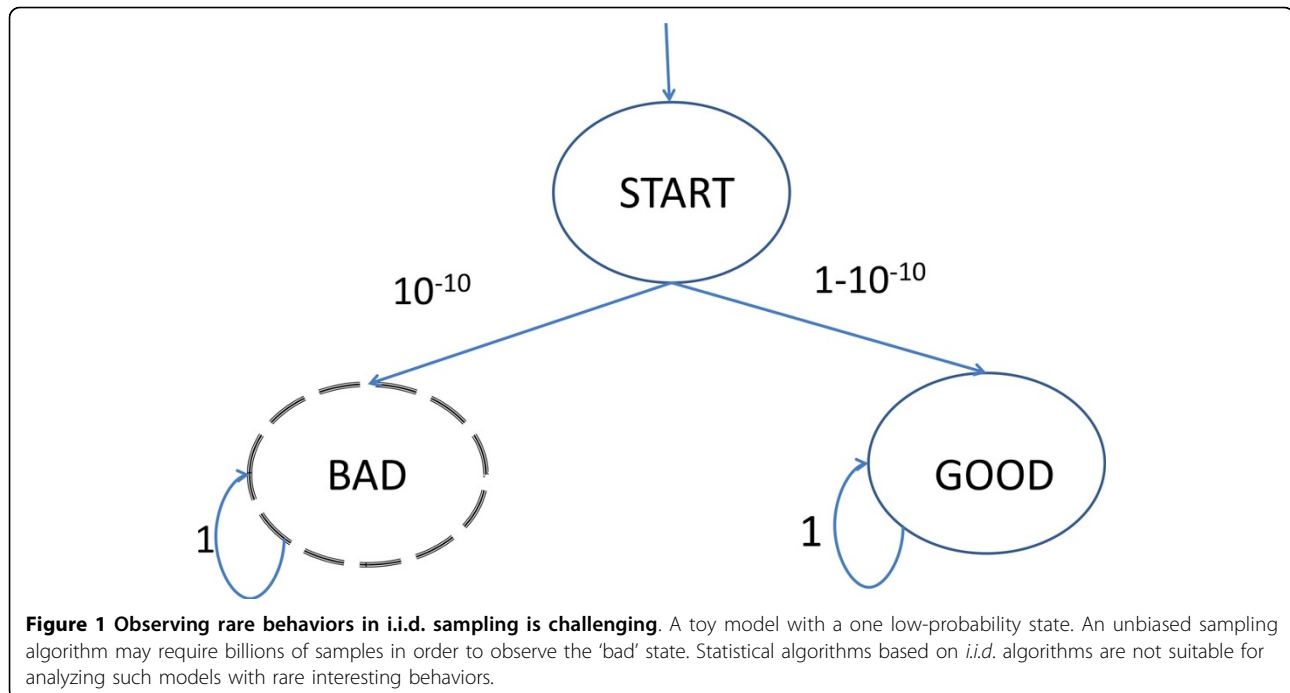 START
10⁻¹⁰
1-10⁻¹⁰
BAD
GOOD
1
1
Figure 1 Observing rare behaviors in i.i.d. sampling is challenging. A toy model with a one low-probability state. An unbiased sampling
algorithm may require billions of samples in order to observe the ‘bad’ state. Statistical algorithms based on i.i.d. algorithms are not suitable for
analyzing such models with rare interesting behaviors.